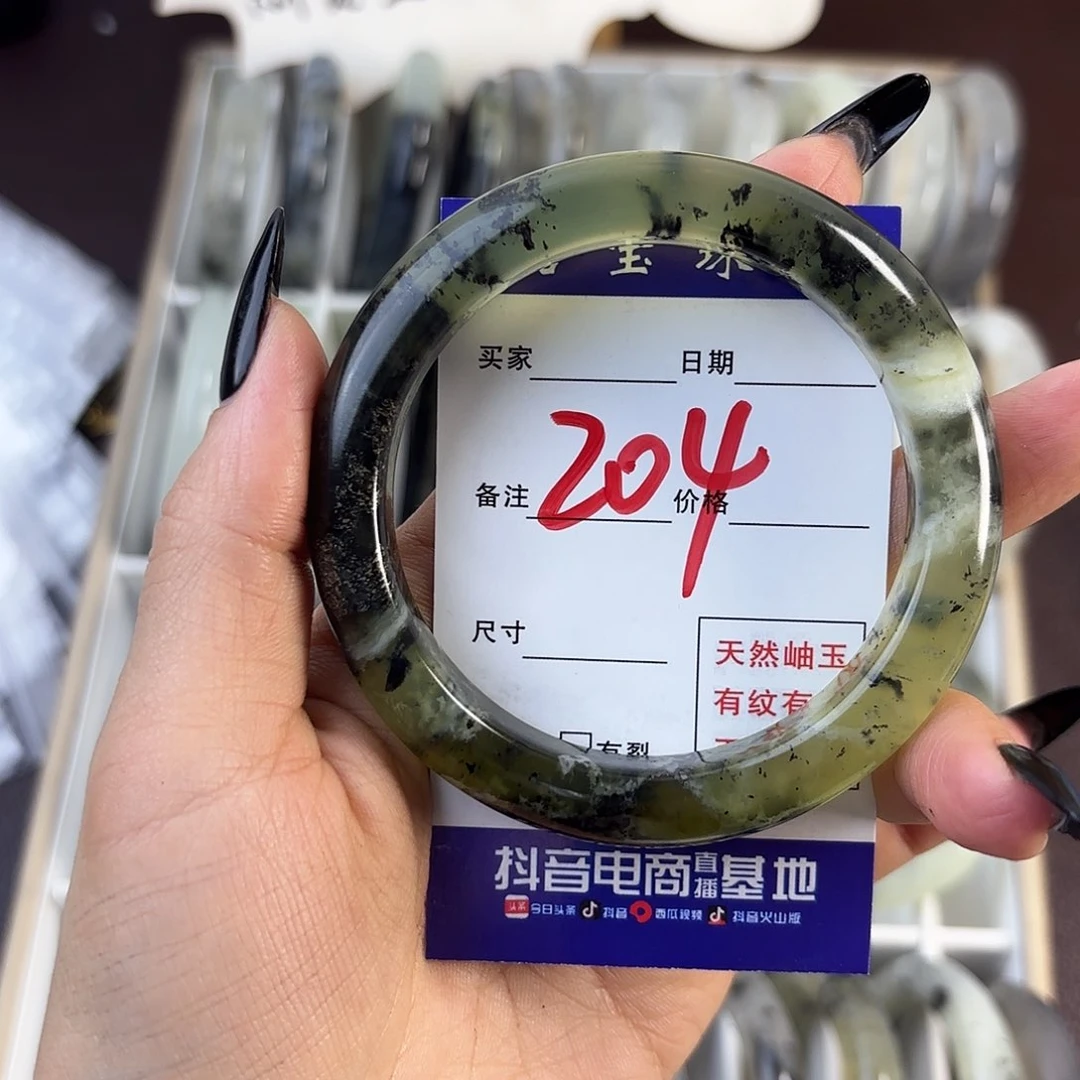 宝
买家 日期
204
备注 价格
尺寸
天然岫玉
有纹有
有裂
抖音电商直播基地
今日头条 抖音 西瓜视频 抖音火山版